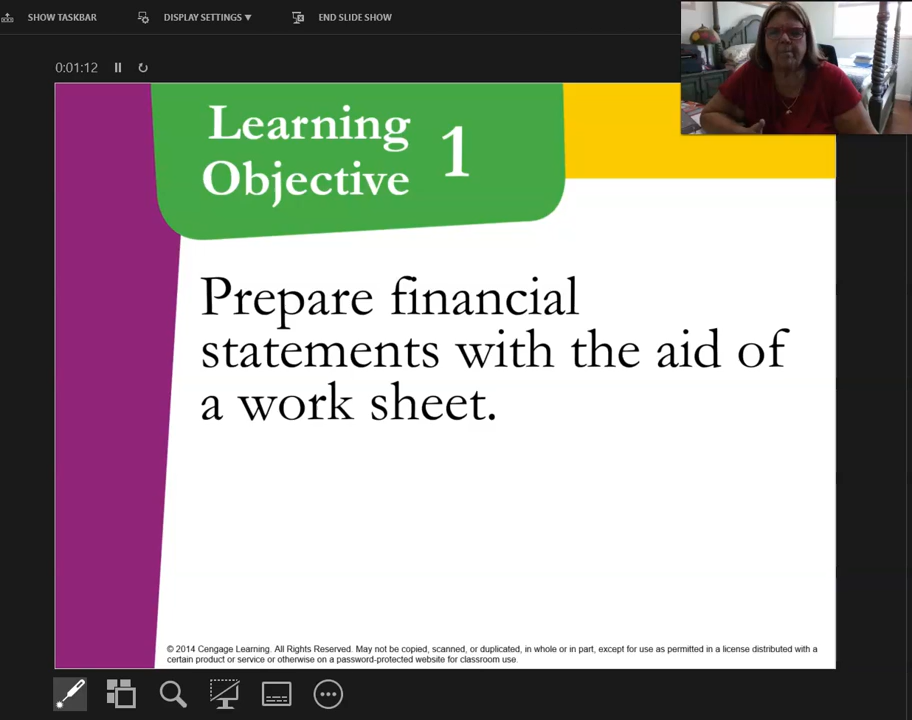 SHOW TASKBAR
DISPLAY SETTINGS ▼
END SLIDE SHOW
0:01:12
Learning
Objective 1
Prepare financial
statements with the aid of
a work sheet.
© 2014 Cengage Learning. All Rights Reserved. May not be copied, scanned, or duplicated, in whole or in part, except for use as permitted in a license distributed with a
certain product or service or otherwise on a password-protected website for classroom use.